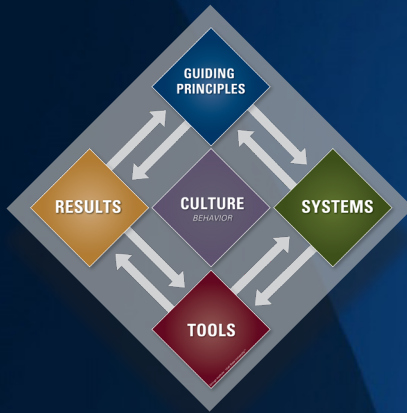 GUIDING
PRINCIPLES
RESULTS
CULTURE
BEHAVIOR
SYSTEMS
TOOLS